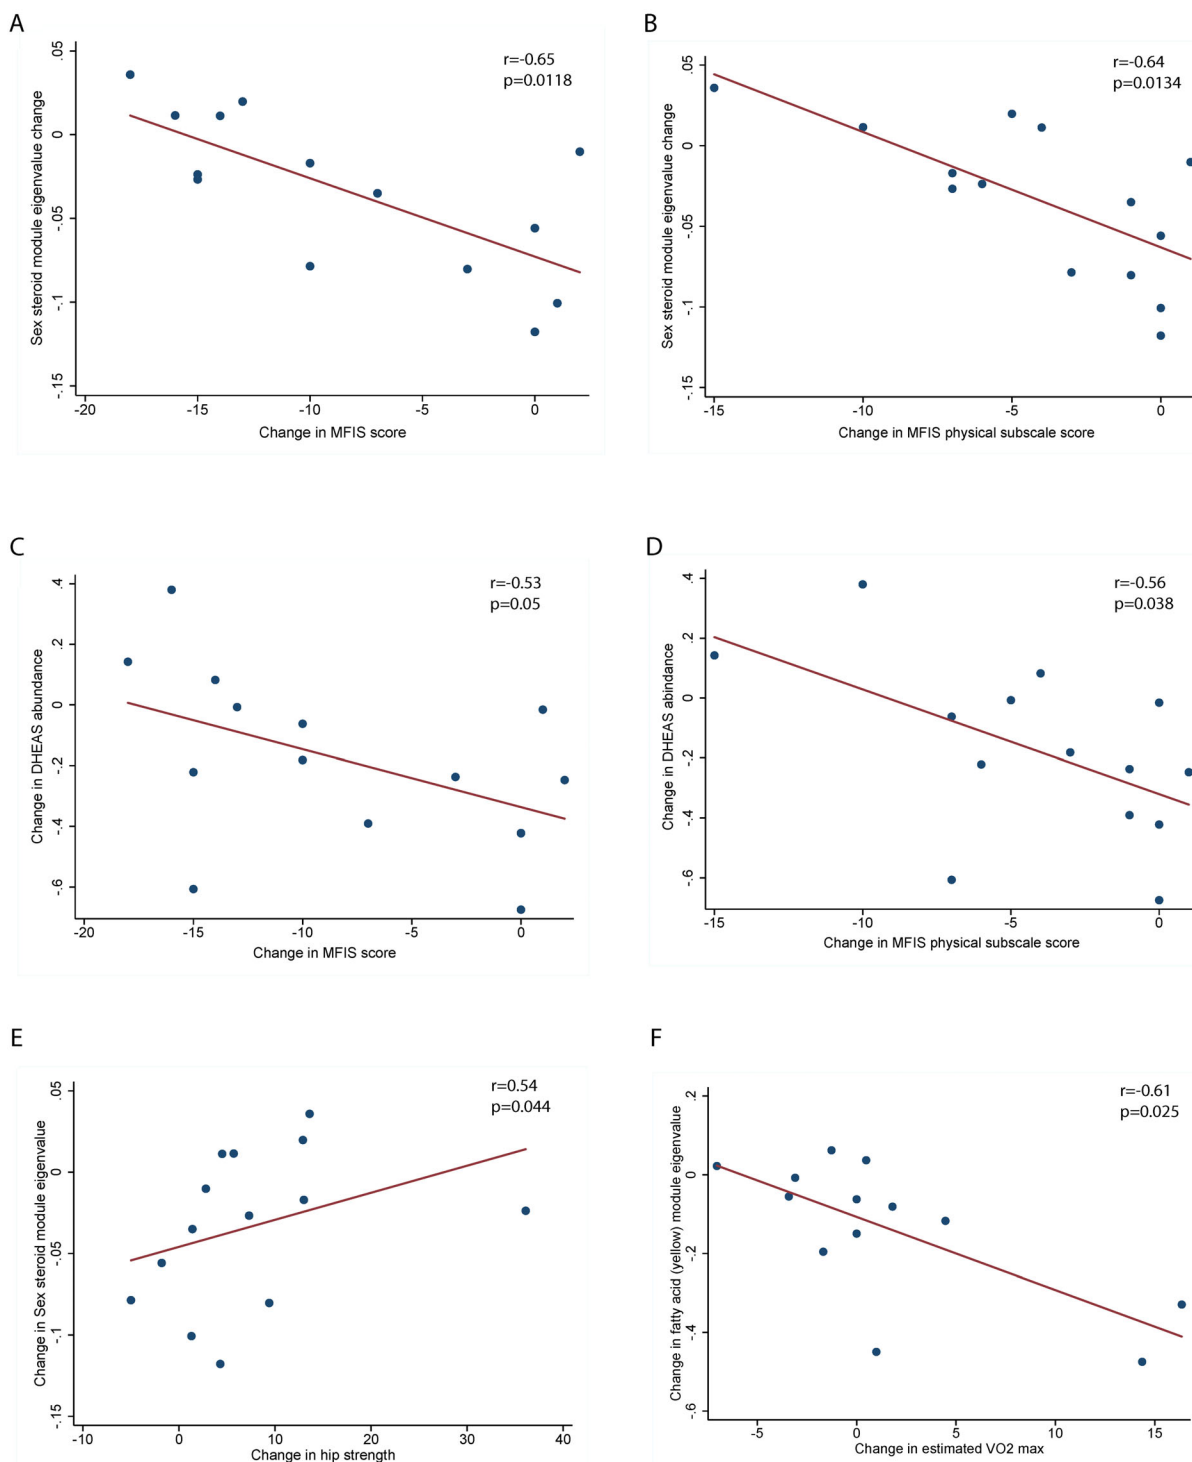 A
r=-0.65
p=0.0118
Sex steroid module eigenvalue change
.05
0
-.05
-.1
-.15
-20
-15
-10
-5
0
Change in MFIS score
B
r=-0.64
p=0.0134
Sex steroid module eigenvalue change
.05
0
-.05
-.1
-.15
-15
-10
-5
0
Change in MFIS physical subscale score
C
r=-0.53
p=0.05
Change in DHEAS abundance
.4
.2
0
-.2
-.4
-.6
-20
-15
-10
-5
0
Change in MFIS score
D
r=-0.56
p=0.038
Change in DHEAS abindance
.4
.2
0
-.2
-.4
-.6
-15
-10
-5
0
Change in MFIS physical subscale score
E
r=0.54
p=0.044
Change in Sex steroid module eigenvalue
.05
0
-.05
-.1
-.15
-10
0
10
20
30
40
Change in hip strength
F
r=-0.61
p=0.025
Change in fatty acid (yellow) module eigenvalue
.2
0
-.2
-.4
-.6
-5
0
5
10
15
Change in estimated VO2 max